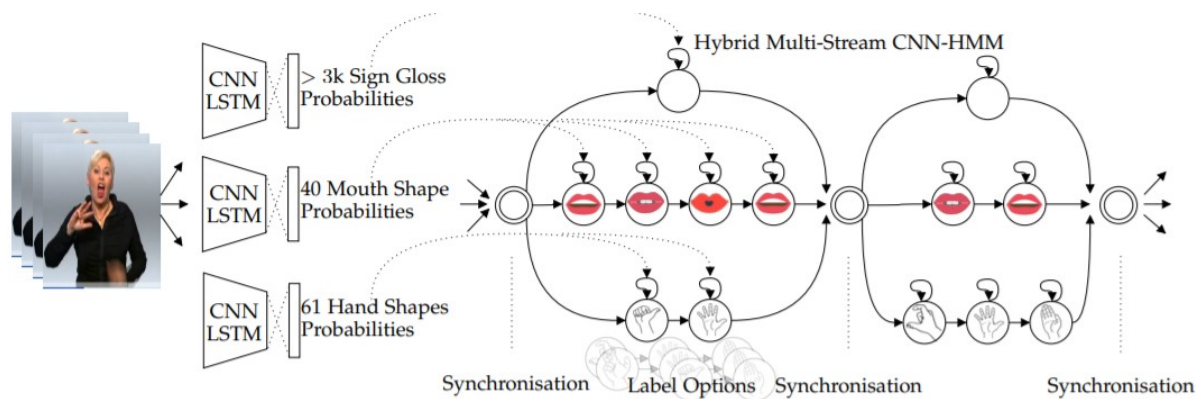 Hybrid Multi-Stream CNN-HMM
CNN
LSTM
> 3k Sign Gloss
Probabilities
CNN
LSTM
40 Mouth Shape
Probabilities
CNN
LSTM
61 Hand Shapes
Probabilities
Synchronisation
Label Options
Synchronisation
Synchronisation